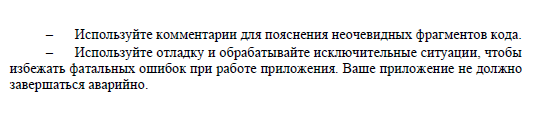 – Используйте комментарии для пояснения неочевидных фрагментов кода.
– Используйте отладку и обрабатывайте исключительные ситуации, чтобы
избежать фатальных ошибок при работе приложения. Ваше приложение не должно
завершаться аварийно.